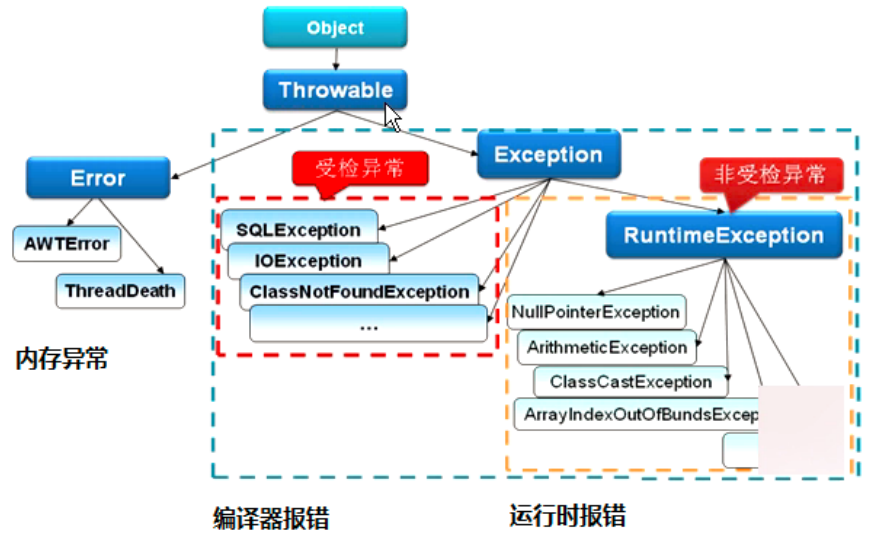 Object
Throwable
Exception
Error
受检异常
非受检异常
SQLException
RuntimeException
AWTError
IOException
ThreadDeath
ClassNotFoundException
...
NullPointerException
ArithmeticException
ClassCastException
ArrayIndexOutOfBundsExcep
内存异常
编译器报错
运行时报错